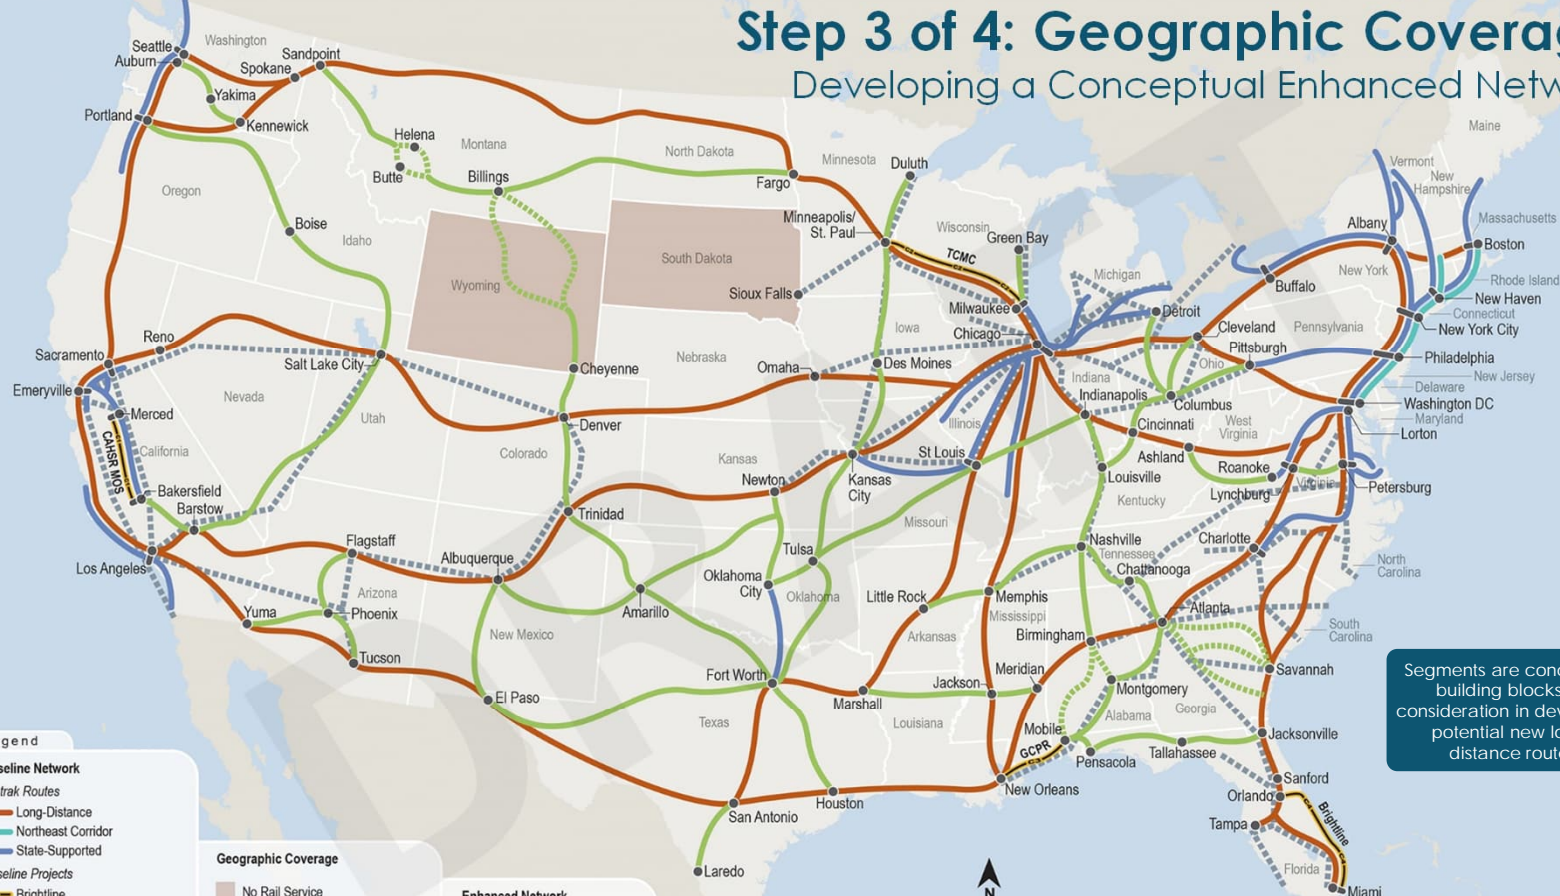 Step 3 of 4: Geographic Covera
Developing a Conceptual Enhanced Netw
Seattle
Auburn
Washington
Spokane
Sandpoint
Yakima
Portland
Kennewick
Helena
Montana
Butte
Billings
North Dakota
Fargo
Minnesota
Duluth
Maine
Vermont
New
Hampshire
Oregon
Boise
Idaho
Minneapolis/
St. Paul
Wisconsin
Green Bay
TCMC
Albany
Massachusetts
Boston
Wyoming
South Dakota
Sioux Falls
Michigan
New York
Buffalo
Rhode Island
New Haven
Connecticut
New York City
Milwaukee
Detroit
Chicago
Iowa
Cleveland
Pennsylvania
Pittsburgh
Philadelphia
Reno
Sacramento
Salt Lake City
Emeryville
Nevada
Cheyenne
Nebraska
Omaha
Des Moines
Indiana
Ohio
New Jersey
Delaware
Washington DC
Maryland
Lorton
Merced
Utah
Denver
Indianapolis
Columbus
Cincinnati
West
Virginia
CAHSR MOS
California
Colorado
Kansas
Illinois
St Louis
Ashland
Roanoke
Lynchburg
Virginia
Petersburg
Newton
Kansas
City
Louisville
Kentucky
Bakersfield
Barstow
Trinidad
Missouri
Los Angeles
Flagstaff
Albuquerque
Tulsa
Nashville
Tennessee
Charlotte
Chattanooga
North
Carolina
Arizona
Phoenix
Yuma
Oklahoma
City
Oklahoma
Amarillo
Little Rock
Memphis
Mississippi
Atlanta
Arkansas
Birmingham
South
Carolina
New Mexico
Tucson
Fort Worth
Jackson
Meridian
Montgomery
Savannah
El Paso
Marshall
Texas
Louisiana
Alabama
Georgia
Mobile
GCPR
Pensacola
Tallahassee
Jacksonville
New Orleans
San Antonio
Houston
Sanford
Orlando
Tampa
Brightline
Laredo
Florida
Miami
Segments are conc
building blocks
consideration in dev
potential new lo
distance rout
DRAFT
gend
seline Network
trak Routes
Long-Distance
Northeast Corridor
State-Supported
seline Projects
Brightline
Geographic Coverage
No Rail Service
Enhanced Network
N